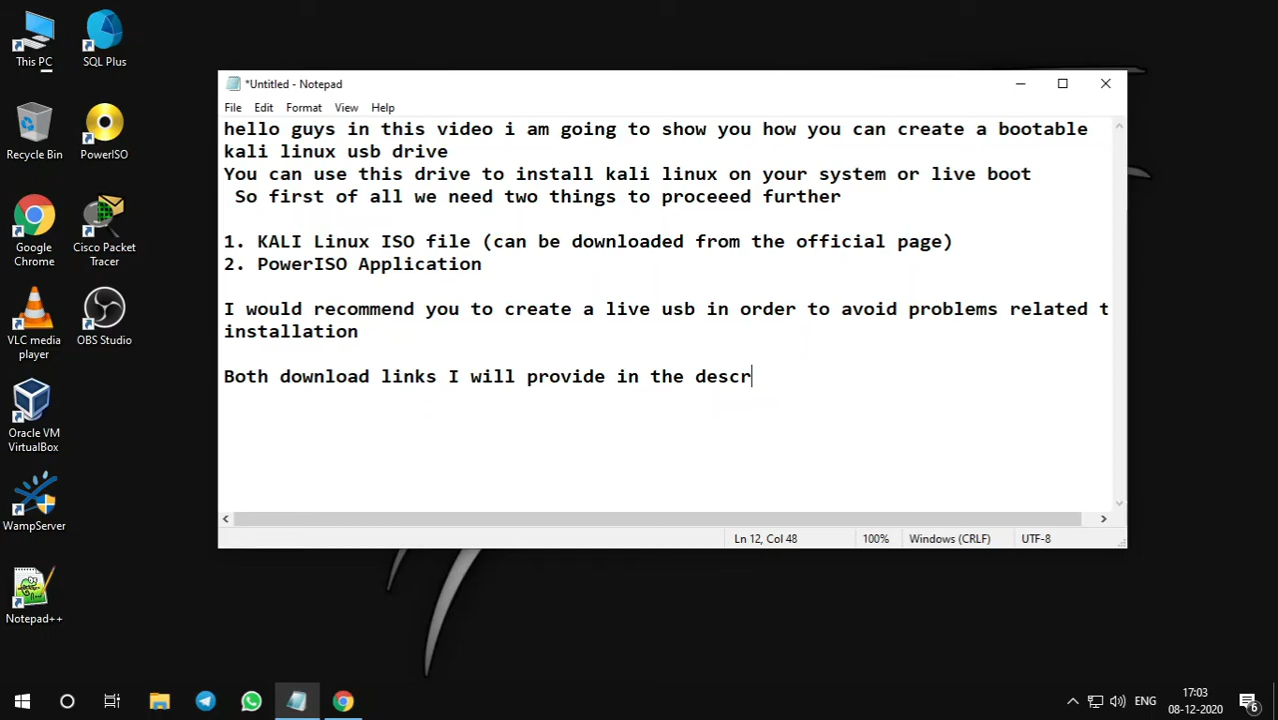 This PC
SQL Plus
Recycle Bin
PowerISO
Google
Chrome
Cisco Packet
Tracer
VLC media
player
OBS Studio
Oracle VM
VirtualBox
WampServer
Notepad++
*Untitled - Notepad
File Edit Format View Help
hello guys in this video i am going to show you how you can create a bootable
kali linux usb drive
You can use this drive to install kali linux on your system or live boot
So first of all we need two things to proceeed further
1. KALI Linux ISO file (can be downloaded from the official page)
2. PowerISO Application
I would recommend you to create a live usb in order to avoid problems related t
installation
Both download links I will provide in the descr
Ln 12, Col 48 100% Windows (CRLF) UTF-8
ENG
17:03
08-12-2020
6